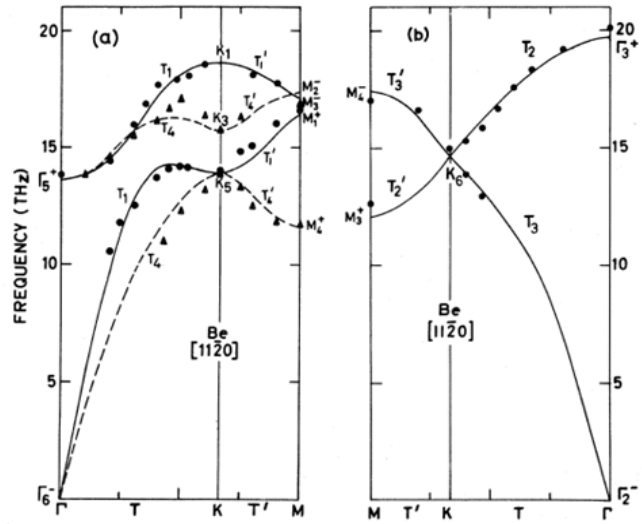 (a)
(b)
20
15
10
5
FREQUENCY (THz)
Γ5+
Γ6-
T1
T4
T1
T4
K1
K3
K5
T1'
T4'
T1'
T4'
M2-
M3-
M1+
M4+
Be
[112̄0]
Γ T K T' M
M4-
M3+
T3'
T2'
K6
T2
T3
Be
[112̄0]
20
Γ3+
15
10
5
Γ2-
M T' K T Γ